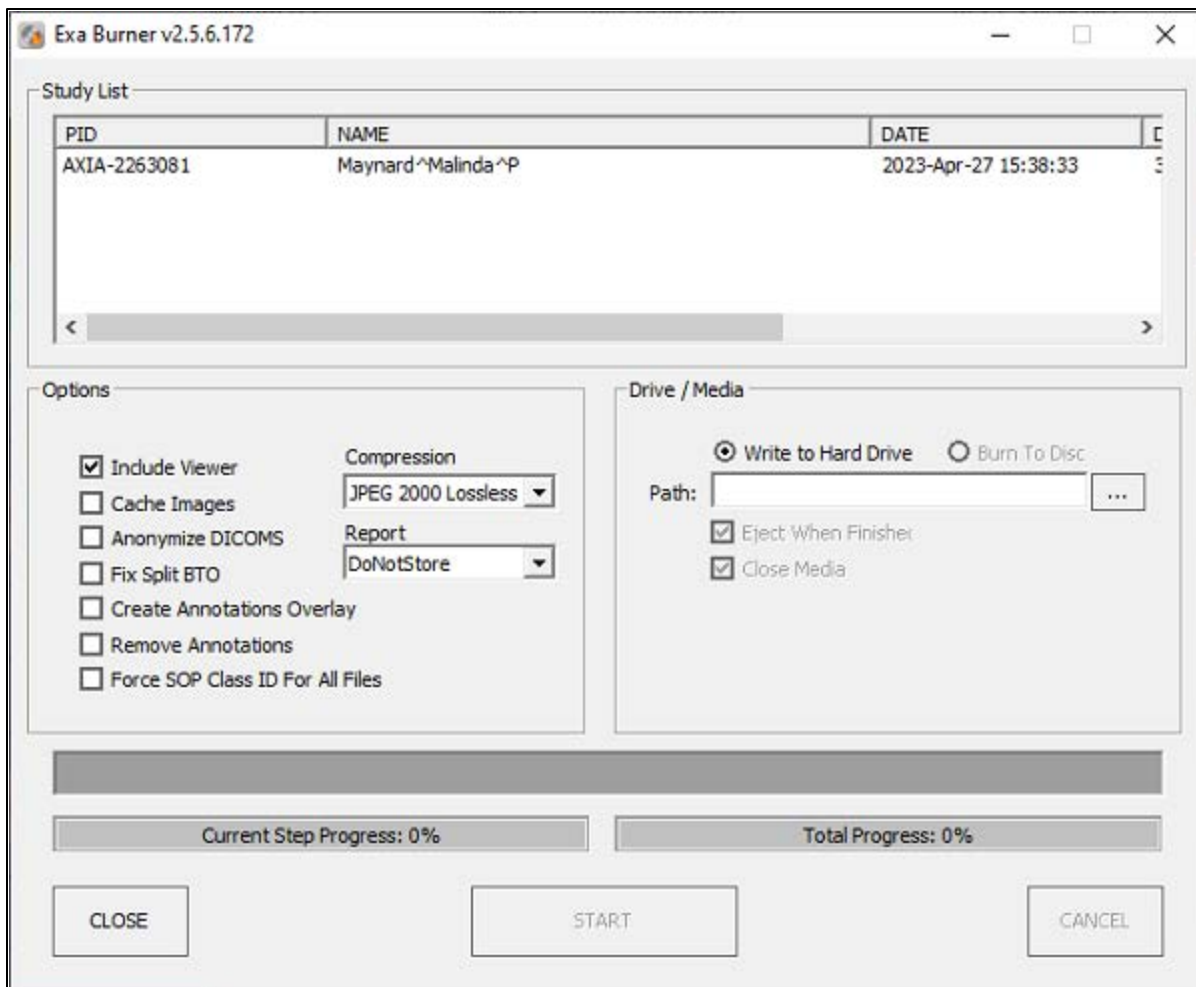 Exa Burner v2.5.6.172
Study List
PID NAME DATE
AXIA-2263081 Maynard^Malinda^P 2023-Apr-27 15:38:33
Options
Include Viewer
Cache Images
Anonymize DICOMS
Fix Split BTO
Create Annotations Overlay
Remove Annotations
Force SOP Class ID For All Files
Compression
JPEG 2000 Lossless
Report
DoNotStore
Drive / Media
Write to Hard Drive Burn To Disc
Path: ...
Eject When Finished
Close Media
Current Step Progress: 0% Total Progress: 0%
CLOSE START CANCEL